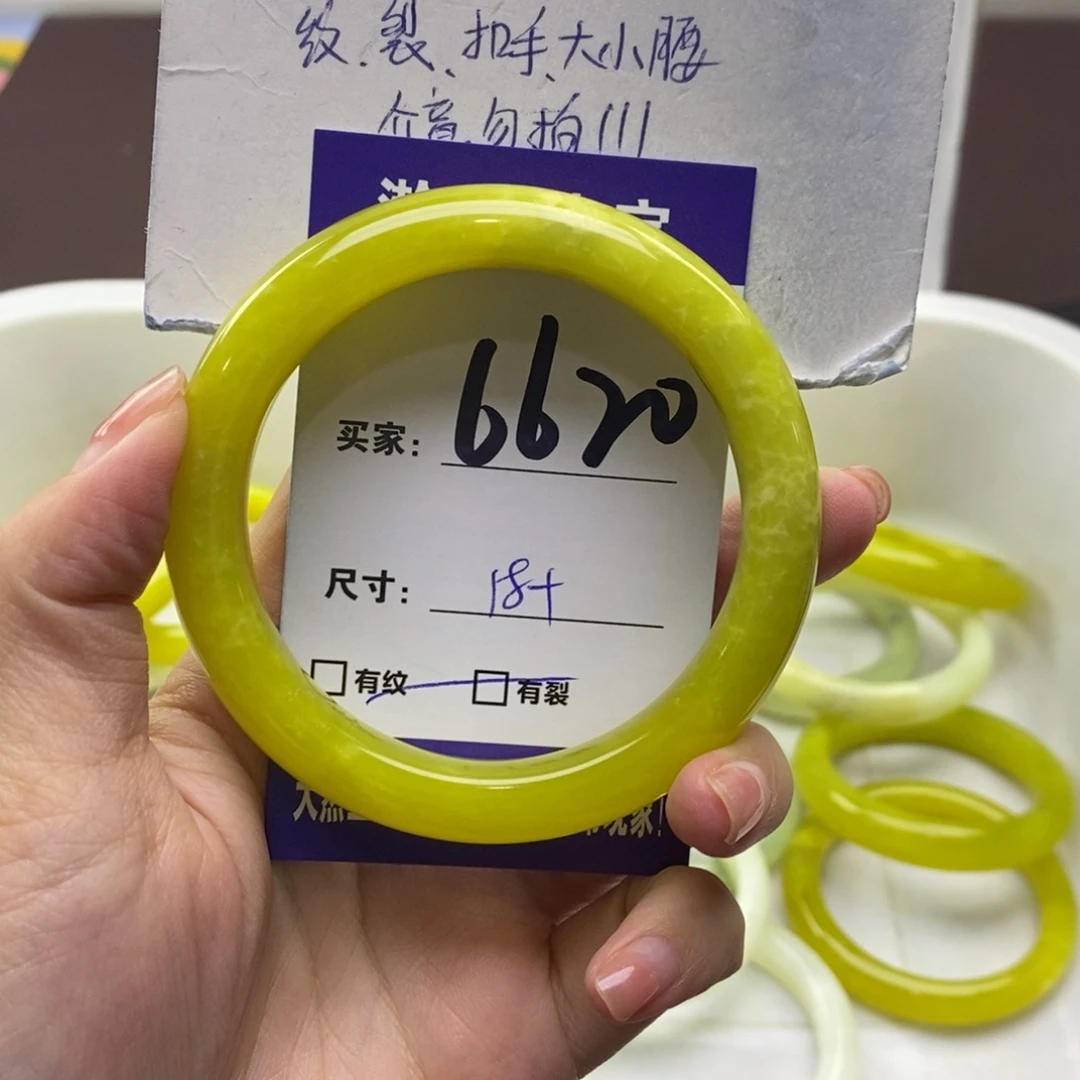 纹、裂、扣手、大小腰
介意勿拍!!!
买家: 6620
尺寸: 18+
有纹 有裂